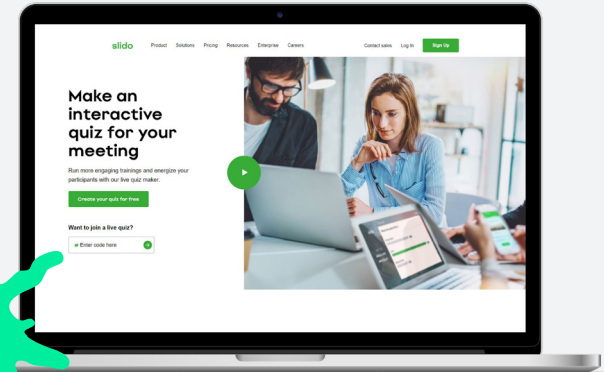 slido Product Solutions Pricing Resources Enterprise Careers Contact sales Log In Sign Up
Make an
interactive
quiz for your
meeting
Run more engaging trainings and energize your
participants with our live quiz maker.
Create your quiz for free
Want to join a live quiz?
# Enter code here